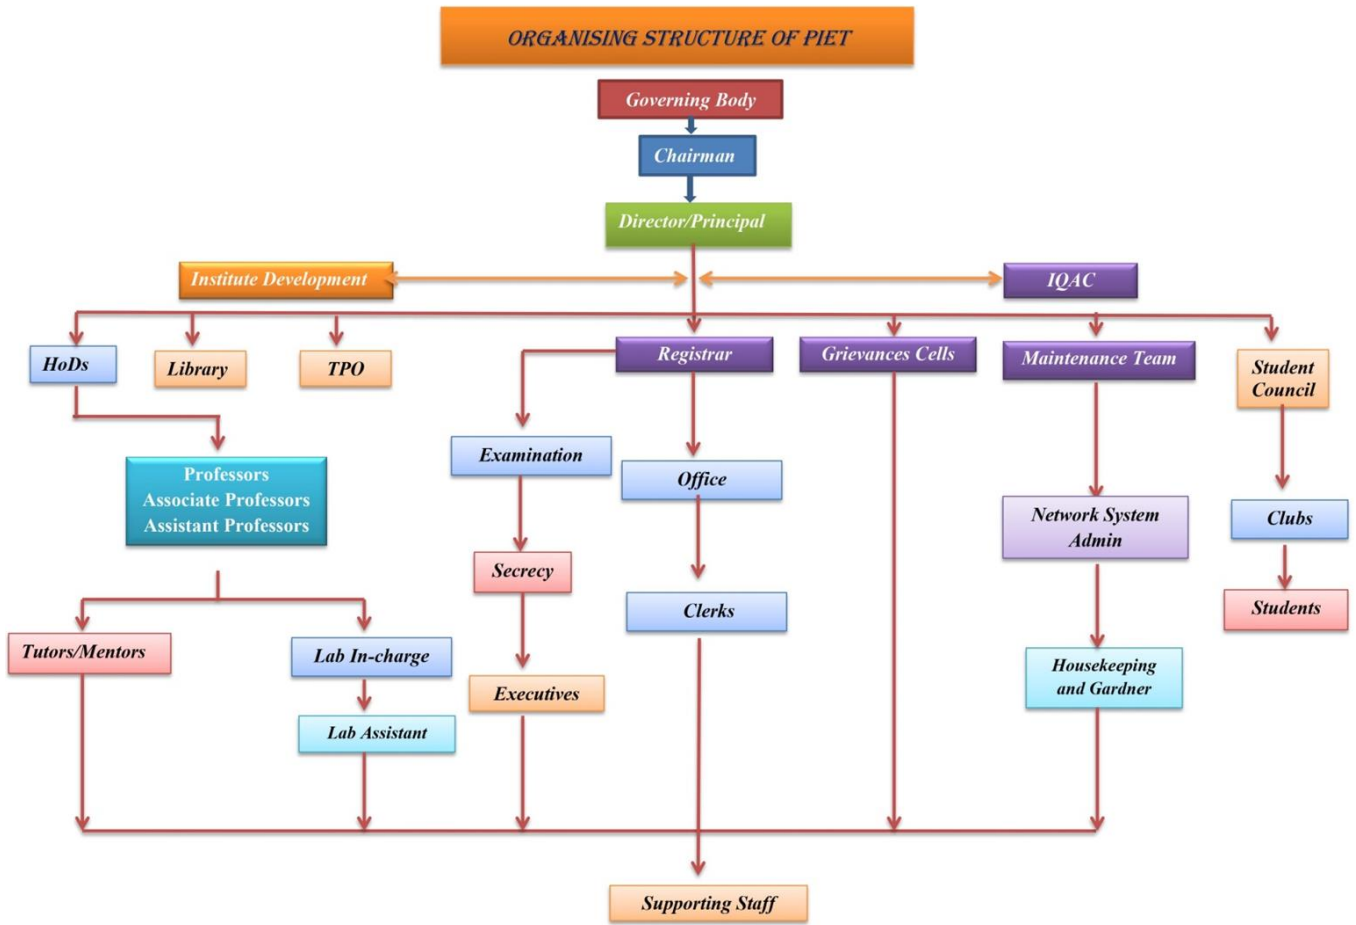 ORGANISING STRUCTURE OF PIET
Governing Body
Chairman
Director/Principal
Institute Development
IQAC
HoDs
Library
TPO
Registrar
Grievances Cells
Maintenance Team
Student
Council
Professors
Associate Professors
Assistant Professors
Examination
Office
Network System
Admin
Clubs
Secrecy
Clerks
Students
Tutors/Mentors
Lab In-charge
Executives
Housekeeping
and Gardner
Lab Assistant
Supporting Staff